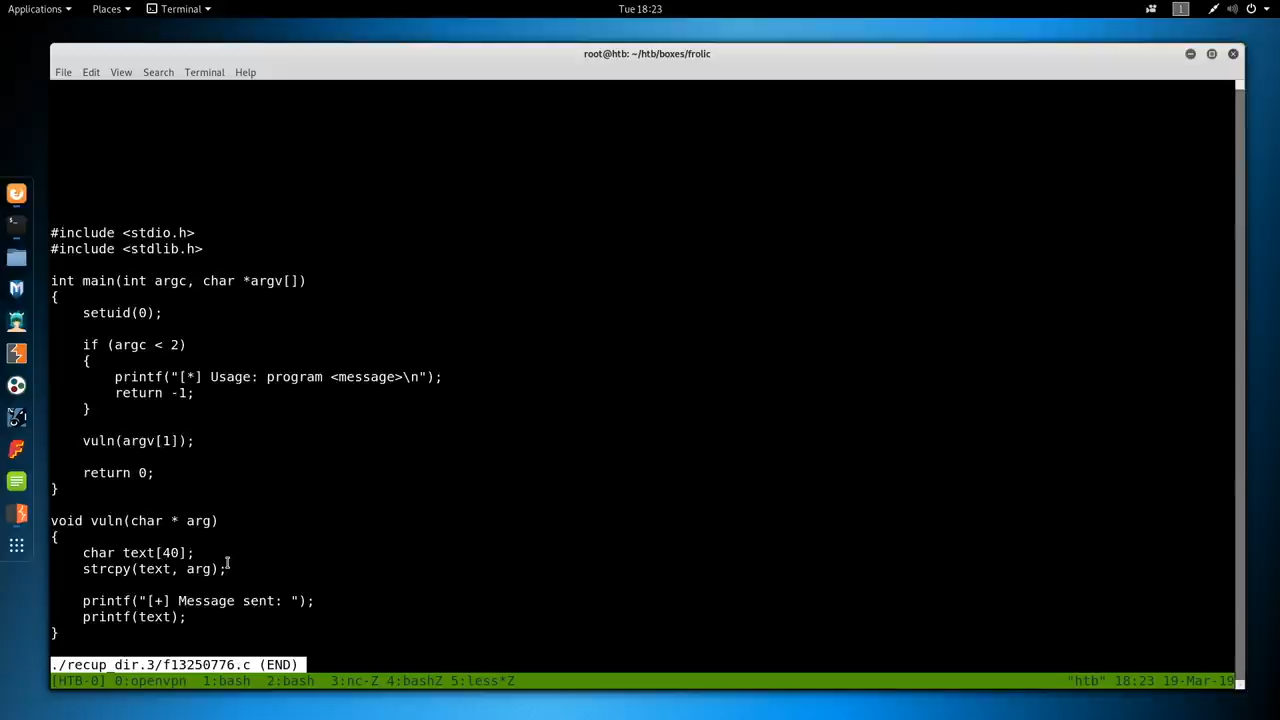 Applications Places Terminal Tue 18:23 1
root@htb: ~/htb/boxes/frolic
File Edit View Search Terminal Help
#include <stdio.h>
#include <stdlib.h>
int main(int argc, char *argv[])
{
    setuid(0);
    if (argc < 2)
    {
        printf("[*] Usage: program <message>\n");
        return -1;
    }
    vuln(argv[1]);
    return 0;
}
void vuln(char * arg)
{
    char text[40];
    strcpy(text, arg);
    printf("[+] Message sent: ");
    printf(text);
}
./recup_dir.3/f13250776.c (END)
[HTB-0] 0:openvpn 1:bash 2:bash 3:nc-Z 4:bashZ 5:less*Z "htb" 18:23 19-Mar-19